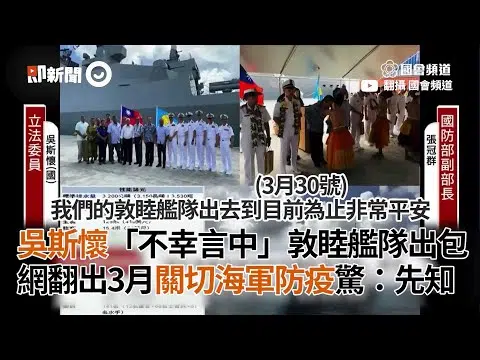 即新聞
國會頻道
翻攝 國會頻道
立法委員
吳斯懷(國)
國防部副部長
張冠群
(3月30號)
我們的敦睦艦隊出去到目前為止非常平安
吳斯懷「不幸言中」敦睦艦隊出包
網翻出3月關切海軍防疫驚：先知